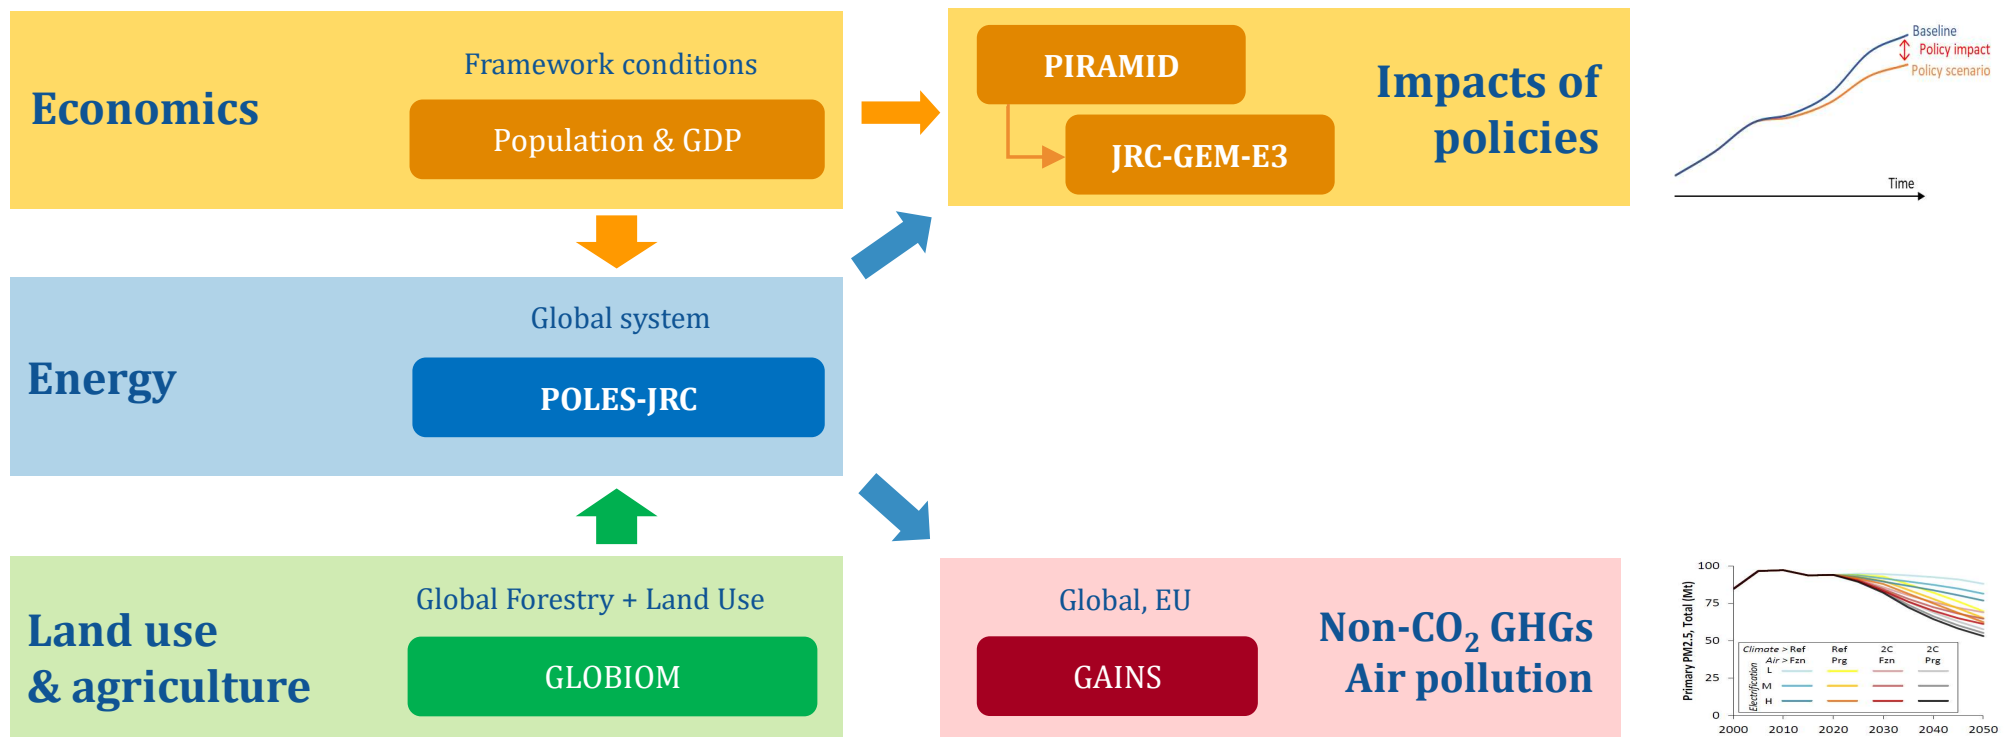 Economics
Framework conditions
Population & GDP
PIRAMID
JRC-GEM-E3
Impacts of
policies
Baseline
Policy impact
Policy scenario
Time
Energy
Global system
POLES-JRC
Land use
& agriculture
Global Forestry + Land Use
GLOBIOM
Global, EU
GAINS
Non-CO₂ GHGs
Air pollution
Primary PM2.5, Total (Mt)
100
75
50
25
0
Climate > Ref Ref 2C 2C
Air > Fzn Prg Fzn Prg
Electrification
L
M
H
2000 2010 2020 2030 2040 2050